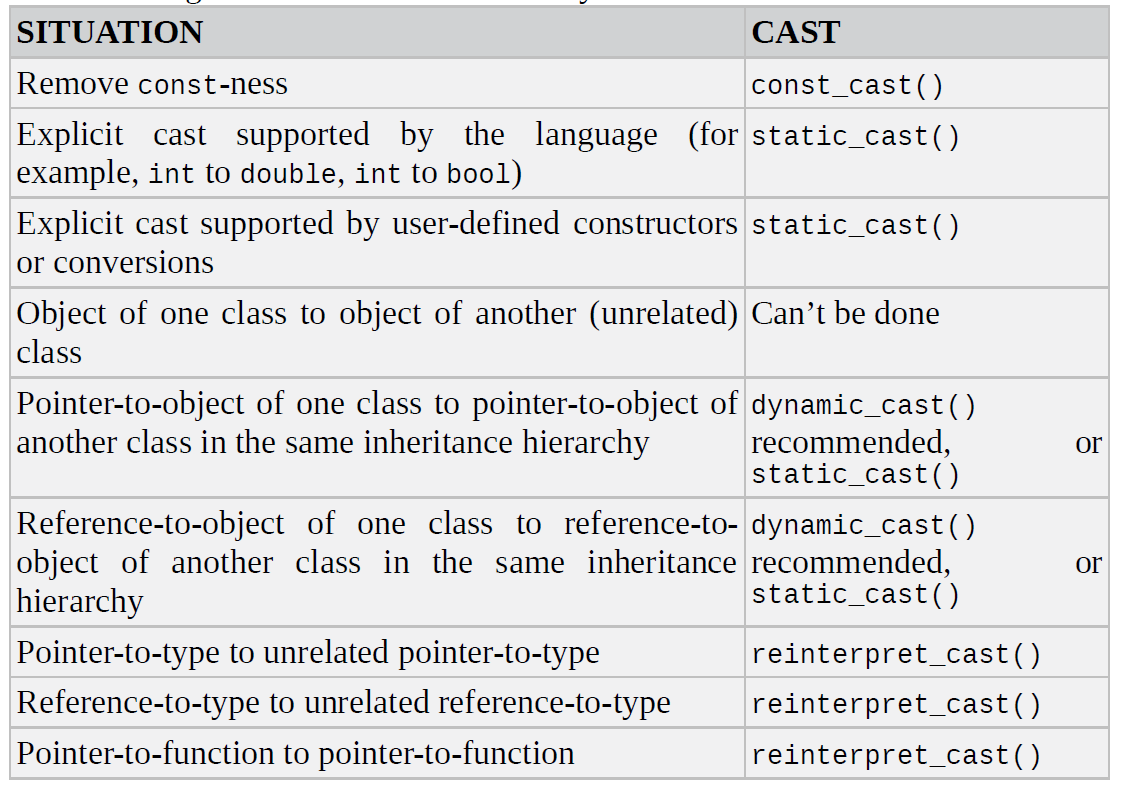 SITUATION CAST
Remove const-ness const_cast()
Explicit cast supported by the language (for static_cast()
example, int to double, int to bool)
Explicit cast supported by user-defined constructors static_cast()
or conversions
Object of one class to object of another (unrelated) Can’t be done
class
Pointer-to-object of one class to pointer-to-object of dynamic_cast()
another class in the same inheritance hierarchy recommended, or
static_cast()
Reference-to-object of one class to reference-to- dynamic_cast()
object of another class in the same inheritance recommended, or
hierarchy static_cast()
Pointer-to-type to unrelated pointer-to-type reinterpret_cast()
Reference-to-type to unrelated reference-to-type reinterpret_cast()
Pointer-to-function to pointer-to-function reinterpret_cast()